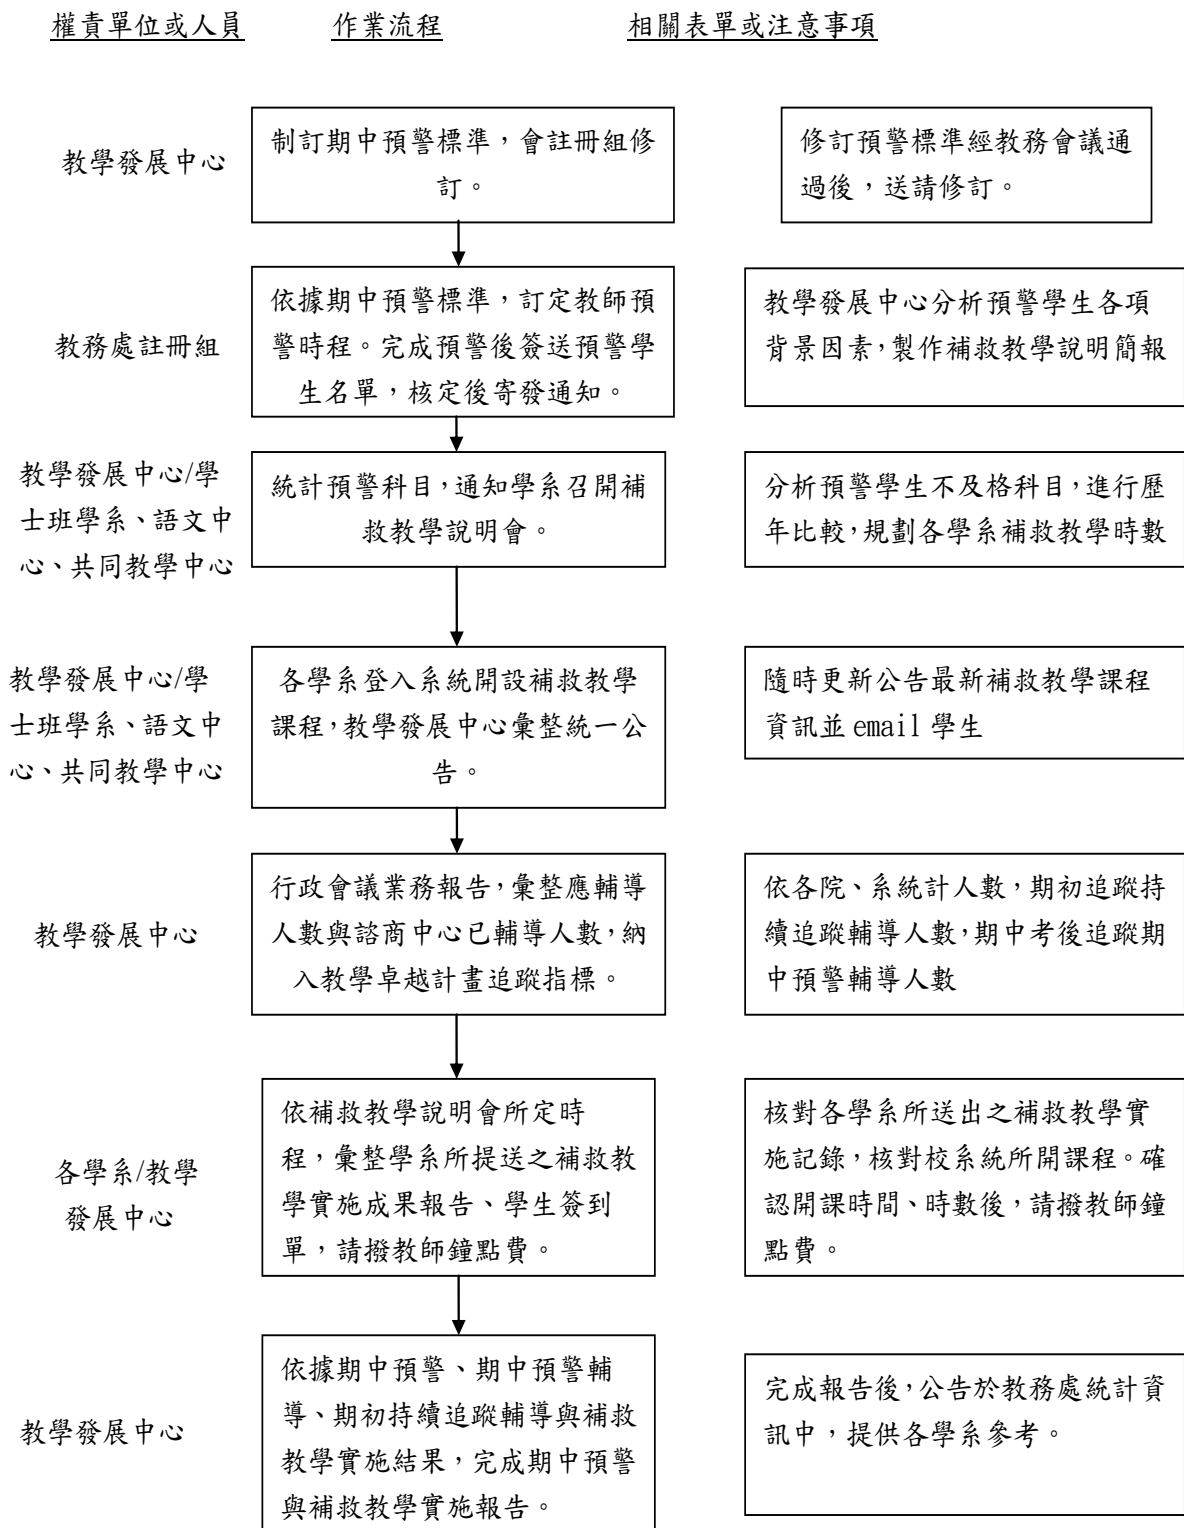 權責單位或人員 作業流程 相關表單或注意事項
教學發展中心
制訂期中預警標準，會註冊組修
訂。
修訂預警標準經教務會議通
過後，送請修訂。
教務處註冊組
依據期中預警標準，訂定教師預
警時程。完成預警後簽送預警學
生名單，核定後寄發通知。
教學發展中心分析預警學生各項
背景因素，製作補救教學說明簡報
教學發展中心/學
士班學系、語文中
心、共同教學中心
統計預警科目，通知學系召開補
救教學說明會。
分析預警學生不及格科目，進行歷
年比較，規劃各學系補救教學時數
教學發展中心/學
士班學系、語文中
心、共同教學中心
各學系登入系統開設補救教學
課程，教學發展中心彙整統一公
告。
隨時更新公告最新補救教學課程
資訊並 email 學生
教學發展中心
行政會議業務報告，彙整應輔導
人數與諮商中心已輔導人數，納
入教學卓越計畫追蹤指標。
依各院、系統計人數，期初追蹤持
續追蹤輔導人數，期中考後追蹤期
中預警輔導人數
各學系/教學
發展中心
依補救教學說明會所定時
程，彙整學系所提送之補救教
學實施成果報告、學生簽到
單，請撥教師鐘點費。
核對各學系所送出之補救教學實
施記錄，核對校系統所開課程。確
認開課時間、時數後，請撥教師鐘
點費。
教學發展中心
依據期中預警、期中預警輔
導、期初持續追蹤輔導與補救
教學實施結果，完成期中預警
與補救教學實施報告。
完成報告後，公告於教務處統計資
訊中，提供各學系參考。